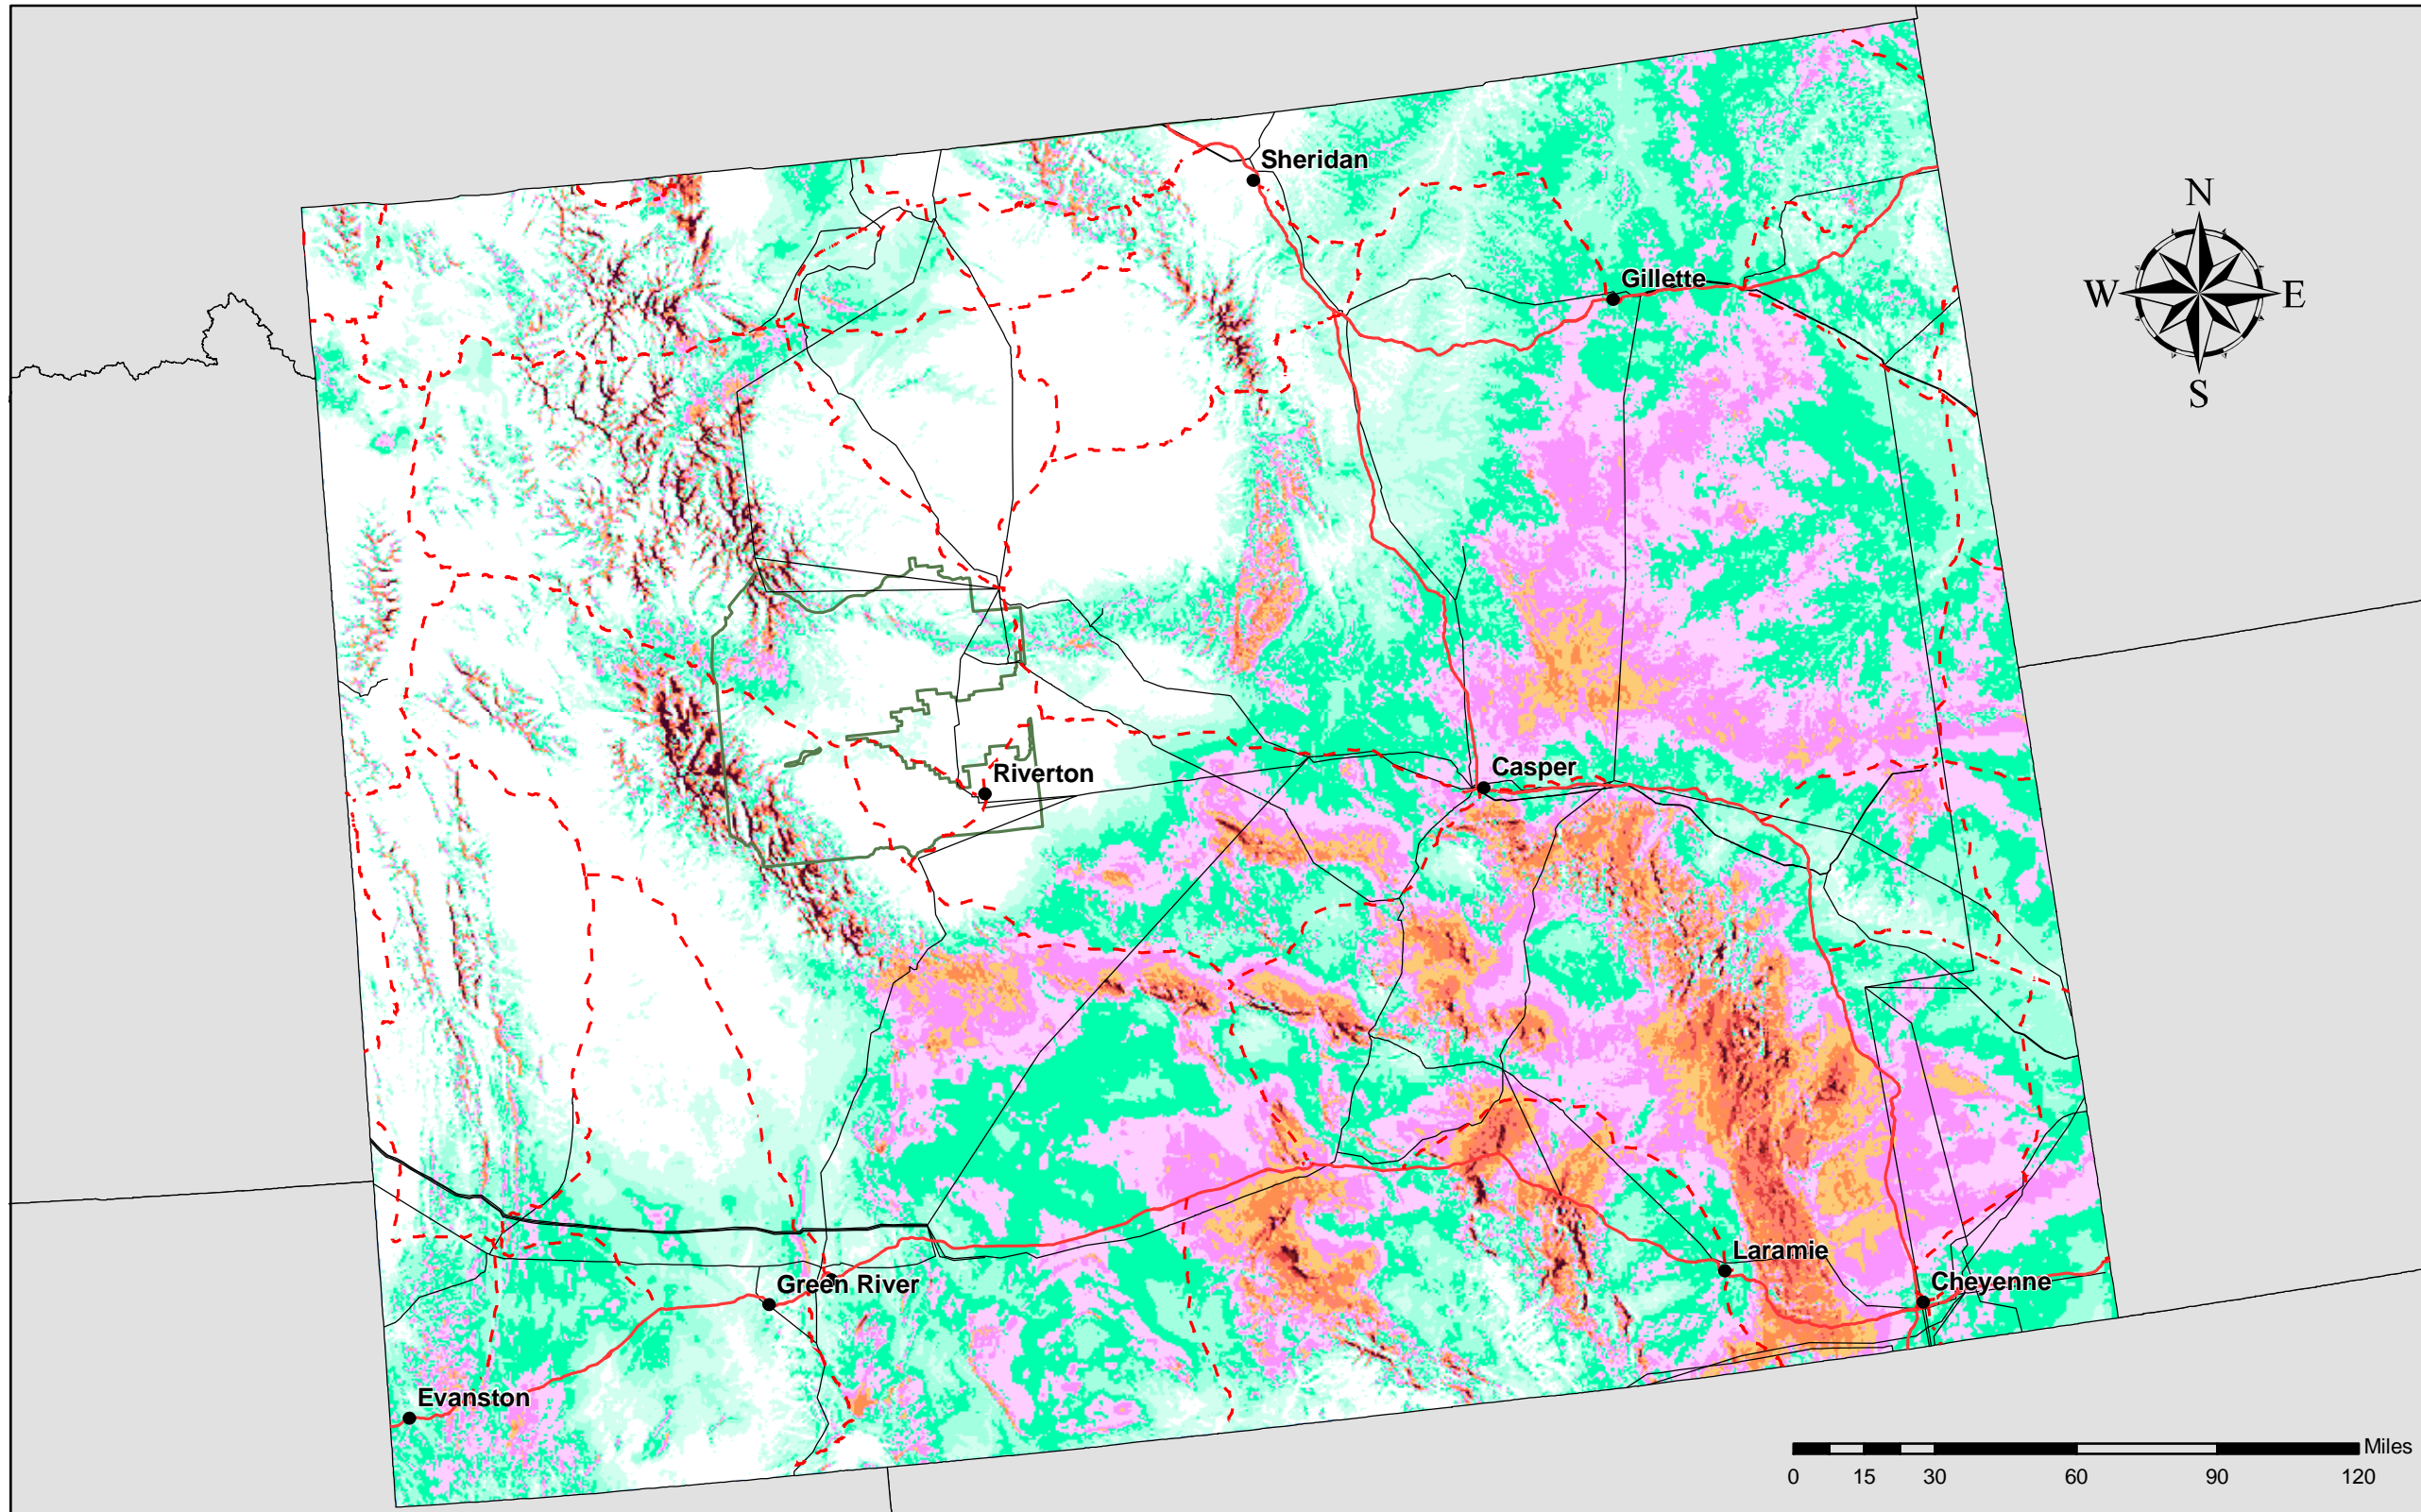 Sheridan
N
Gillette
W
E
S
Riverton
Casper
Laramie
Green River
Cheyenne
Evanston
Miles
0 15 30 60 90 120